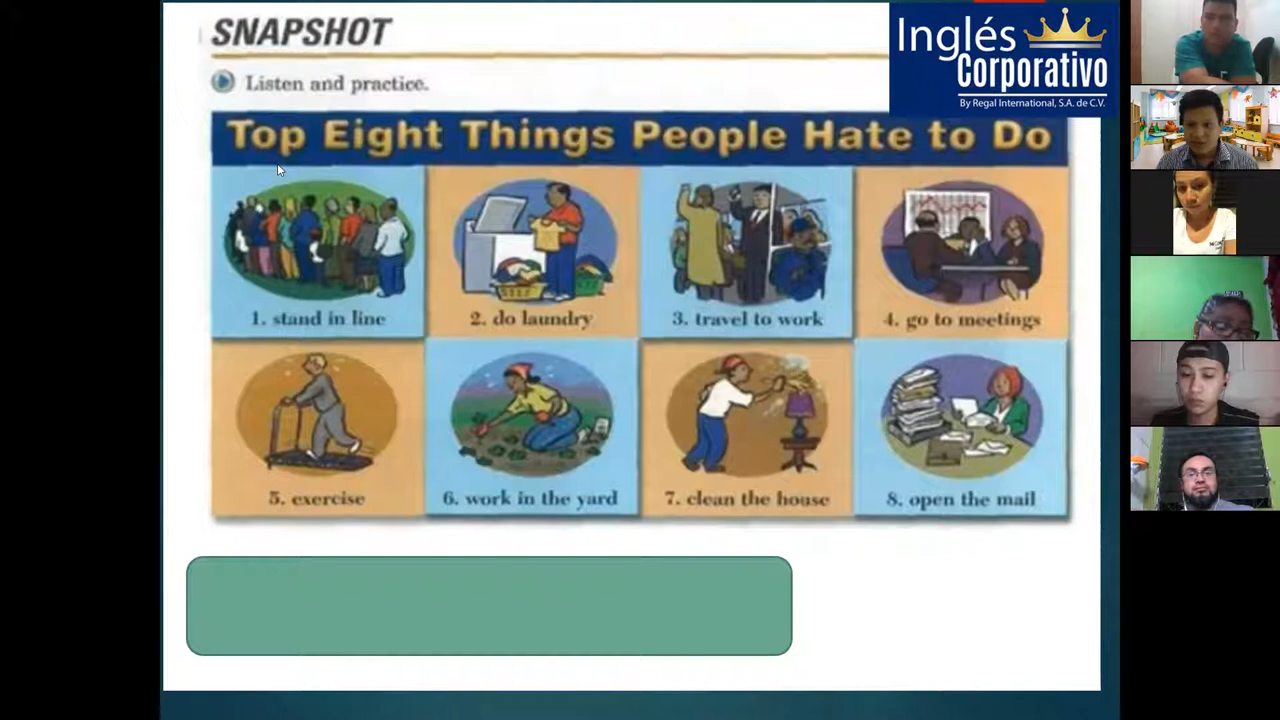 SNAPSHOT
Listen and practice.
Inglés
Corporativo
By Regal International, S.A. de C.V.
Top Eight Things People Hate to Do
1. stand in line
2. do laundry
3. travel to work
4. go to meetings
5. exercise
6. work in the yard
7. clean the house
8. open the mail